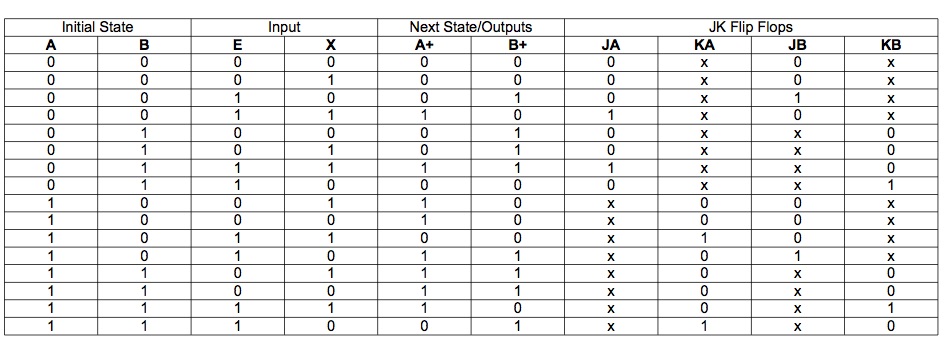 Initial State Input Next State/Outputs JK Flip Flops
A B E X A+ B+ JA KA JB KB
0 0 0 0 0 0 0 x 0 x
0 0 0 1 0 0 0 x 0 x
0 0 1 0 0 1 0 x 1 x
0 0 1 1 1 0 1 x 0 x
0 1 0 0 0 1 0 x x 0
0 1 0 1 0 1 0 x x 0
0 1 1 1 1 1 1 x x 0
0 1 1 0 0 0 0 x x 1
1 0 0 1 1 0 x 0 0 x
1 0 0 0 1 0 x 0 0 x
1 0 1 1 0 0 x 1 0 x
1 0 1 0 1 1 x 0 1 x
1 1 0 1 1 1 x 0 x 0
1 1 0 0 1 1 x 0 x 0
1 1 1 1 1 0 x 0 x 1
1 1 1 0 0 1 x 1 x 0